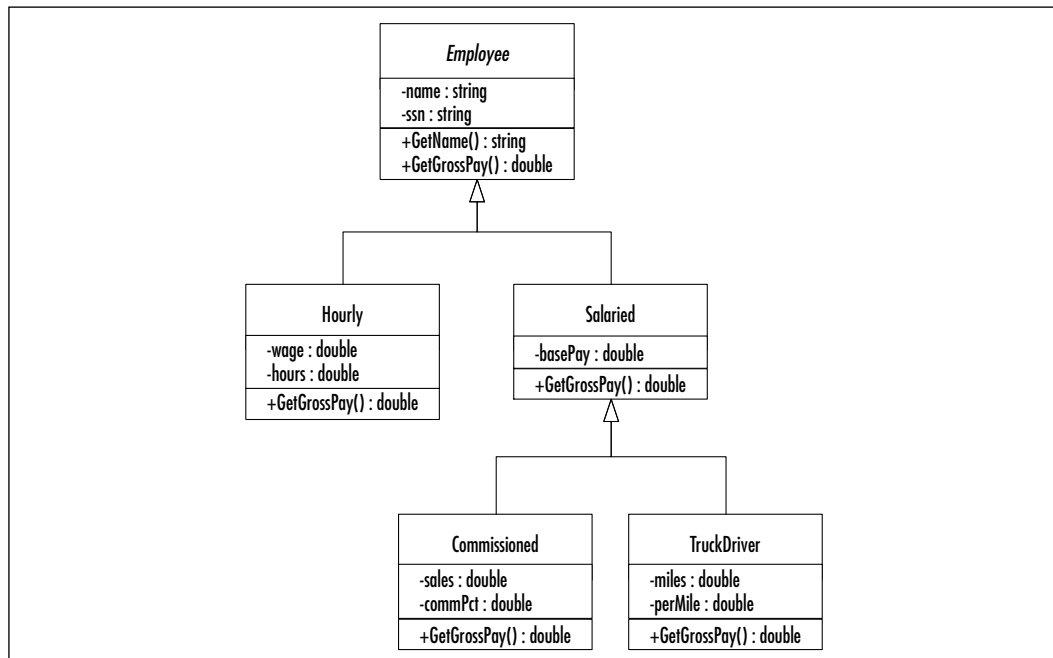 Employee
-name : string
-ssn : string
+GetName() : string
+GetGrossPay() : double
Hourly
-wage : double
-hours : double
+GetGrossPay() : double
Salaried
-basePay : double
+GetGrossPay() : double
Commissioned
-sales : double
-commPct : double
+GetGrossPay() : double
TruckDriver
-miles : double
-perMile : double
+GetGrossPay() : double